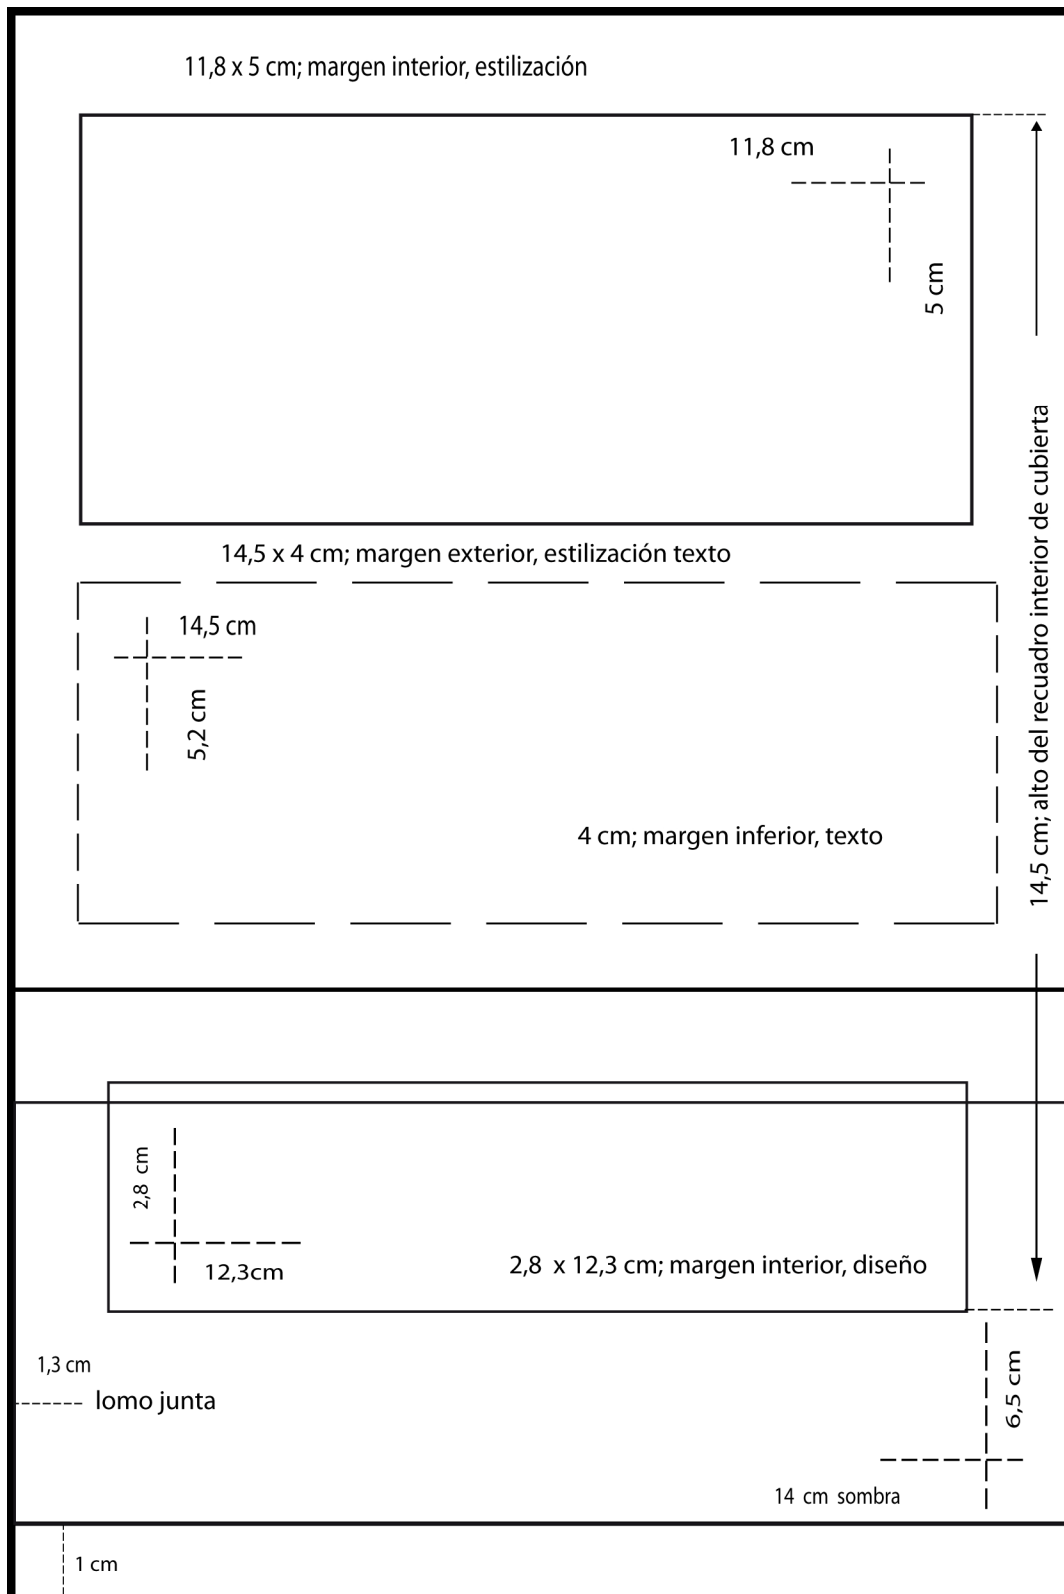 11,8 x 5 cm; margen interior, estilización
11,8 cm
5 cm
14,5 x 4 cm; margen exterior, estilización texto
14,5 cm
5,2 cm
4 cm; margen inferior, texto
14,5 cm; alto del recuadro interior de cubierta
2,8 cm
12,3cm
2,8 x 12,3 cm; margen interior, diseño
1,3 cm
lomo junta
6,5 cm
14 cm sombra
1 cm